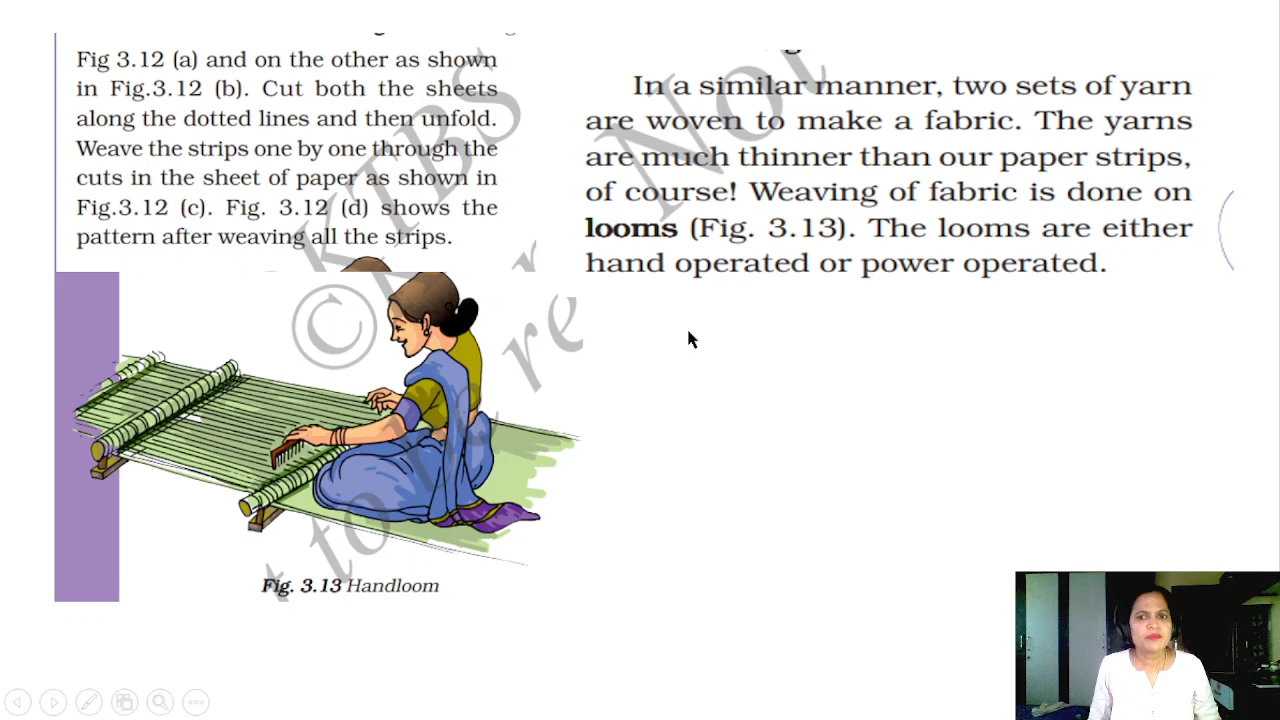 Fig 3.12 (a) and on the other as shown
in Fig.3.12 (b). Cut both the sheets
along the dotted lines and then unfold.
Weave the strips one by one through the
cuts in the sheet of paper as shown in
Fig.3.12 (c). Fig. 3.12 (d) shows the
pattern after weaving all the strips.
Fig. 3.13 Handloom
In a similar manner, two sets of yarn
are woven to make a fabric. The yarns
are much thinner than our paper strips,
of course! Weaving of fabric is done on
looms (Fig. 3.13). The looms are either
hand operated or power operated.
©KTBS
Not